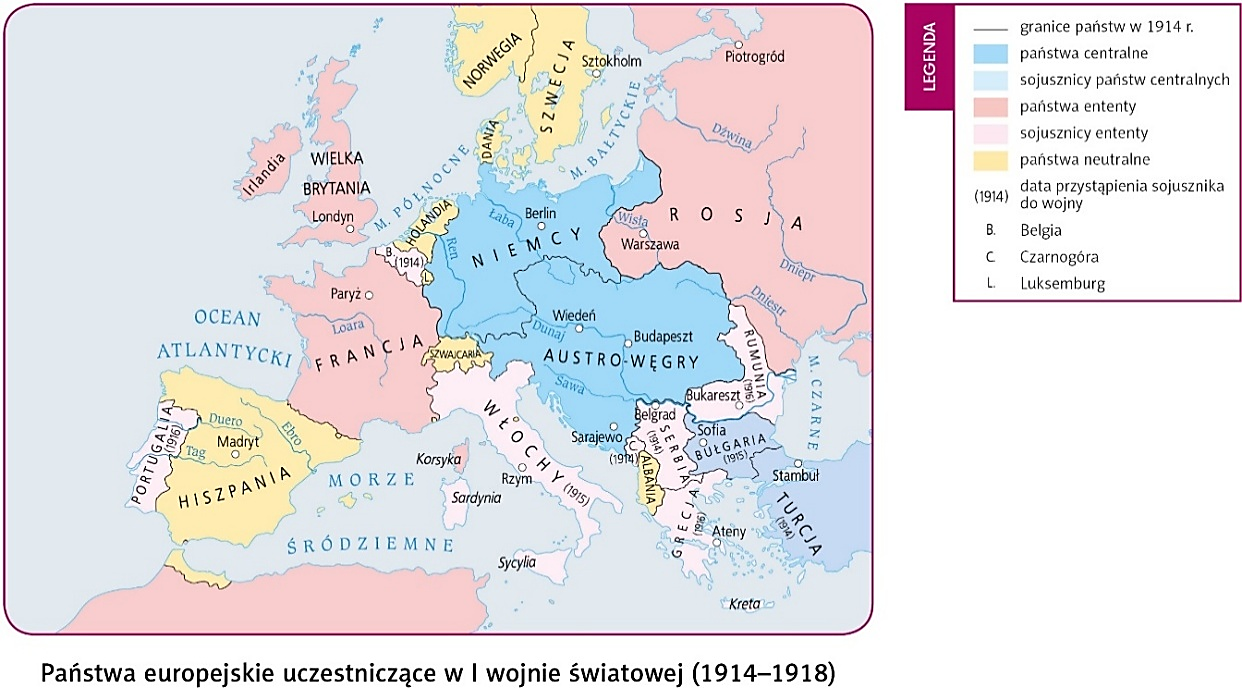 NORWEGIA
SZWECJA
Sztokholm
Piotrogród
DANIA
M. BAŁTYCKIE
Dźwina
Irlandia
WIELKA
BRYTANIA
Londyn
M. PÓŁNOCNE
HOLANDIA
Łaba
Berlin
Wisła
ROSJA
Warszawa
B.
(1914)
L.
Ren
NIEMCY
Dniepr
Paryż
Dniestr
OCEAN
ATLANTYCKI
Loara
FRANCJA
Wiedeń
Dunaj
Budapeszt
SZWAJCARIA
AUSTRO-WĘGRY
RUMUNIA
(1916)
M. CZARNE
Sawa
Bukareszt
PORTUGALIA
(1916)
Duero
Ebro
Madryt
Tag
HISZPANIA
WŁOCHY (1915)
Belgrad
Sarajewo
SERBIA
(1914)
Sofia
BUŁGARIA
(1915)
C.
(1914)
ALBANIA
Korsyka
Rzym
Sardynia
MORZE
ŚRÓDZIEMNE
Stambuł
TURCJA
(1914)
GRECJA
(1916)
Ateny
Sycylia
Kreta
LEGENDA
granice państw w 1914 r.
państwa centralne
sojusznicy państw centralnych
państwa ententy
sojusznicy ententy
państwa neutralne
(1914) data przystąpienia sojusznika
do wojny
B. Belgia
C. Czarnogóra
L. Luksemburg
Państwa europejskie uczestniczące w I wojnie światowej (1914–1918)